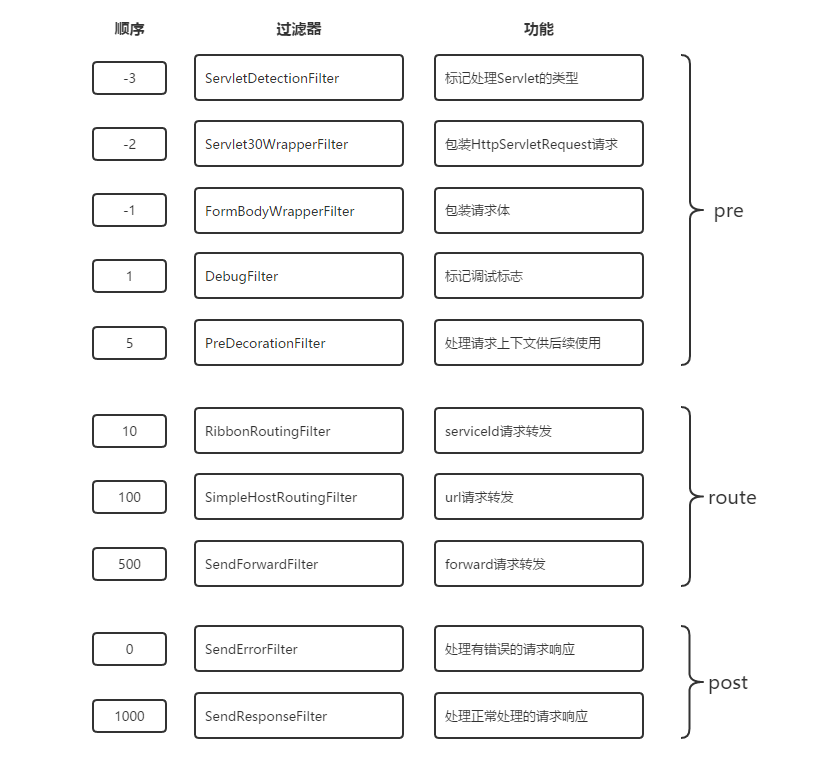 顺序 过滤器 功能
-3 ServletDetectionFilter 标记处理Servlet的类型
-2 Servlet30WrapperFilter 包装HttpServletRequest请求
-1 FormBodyWrapperFilter 包装请求体
pre
1 DebugFilter 标记调试标志
5 PreDecorationFilter 处理请求上下文供后续使用
10 RibbonRoutingFilter serviceId请求转发
100 SimpleHostRoutingFilter url请求转发
route
500 SendForwardFilter forward请求转发
0 SendErrorFilter 处理有错误的请求响应
post
1000 SendResponseFilter 处理正常处理的请求响应